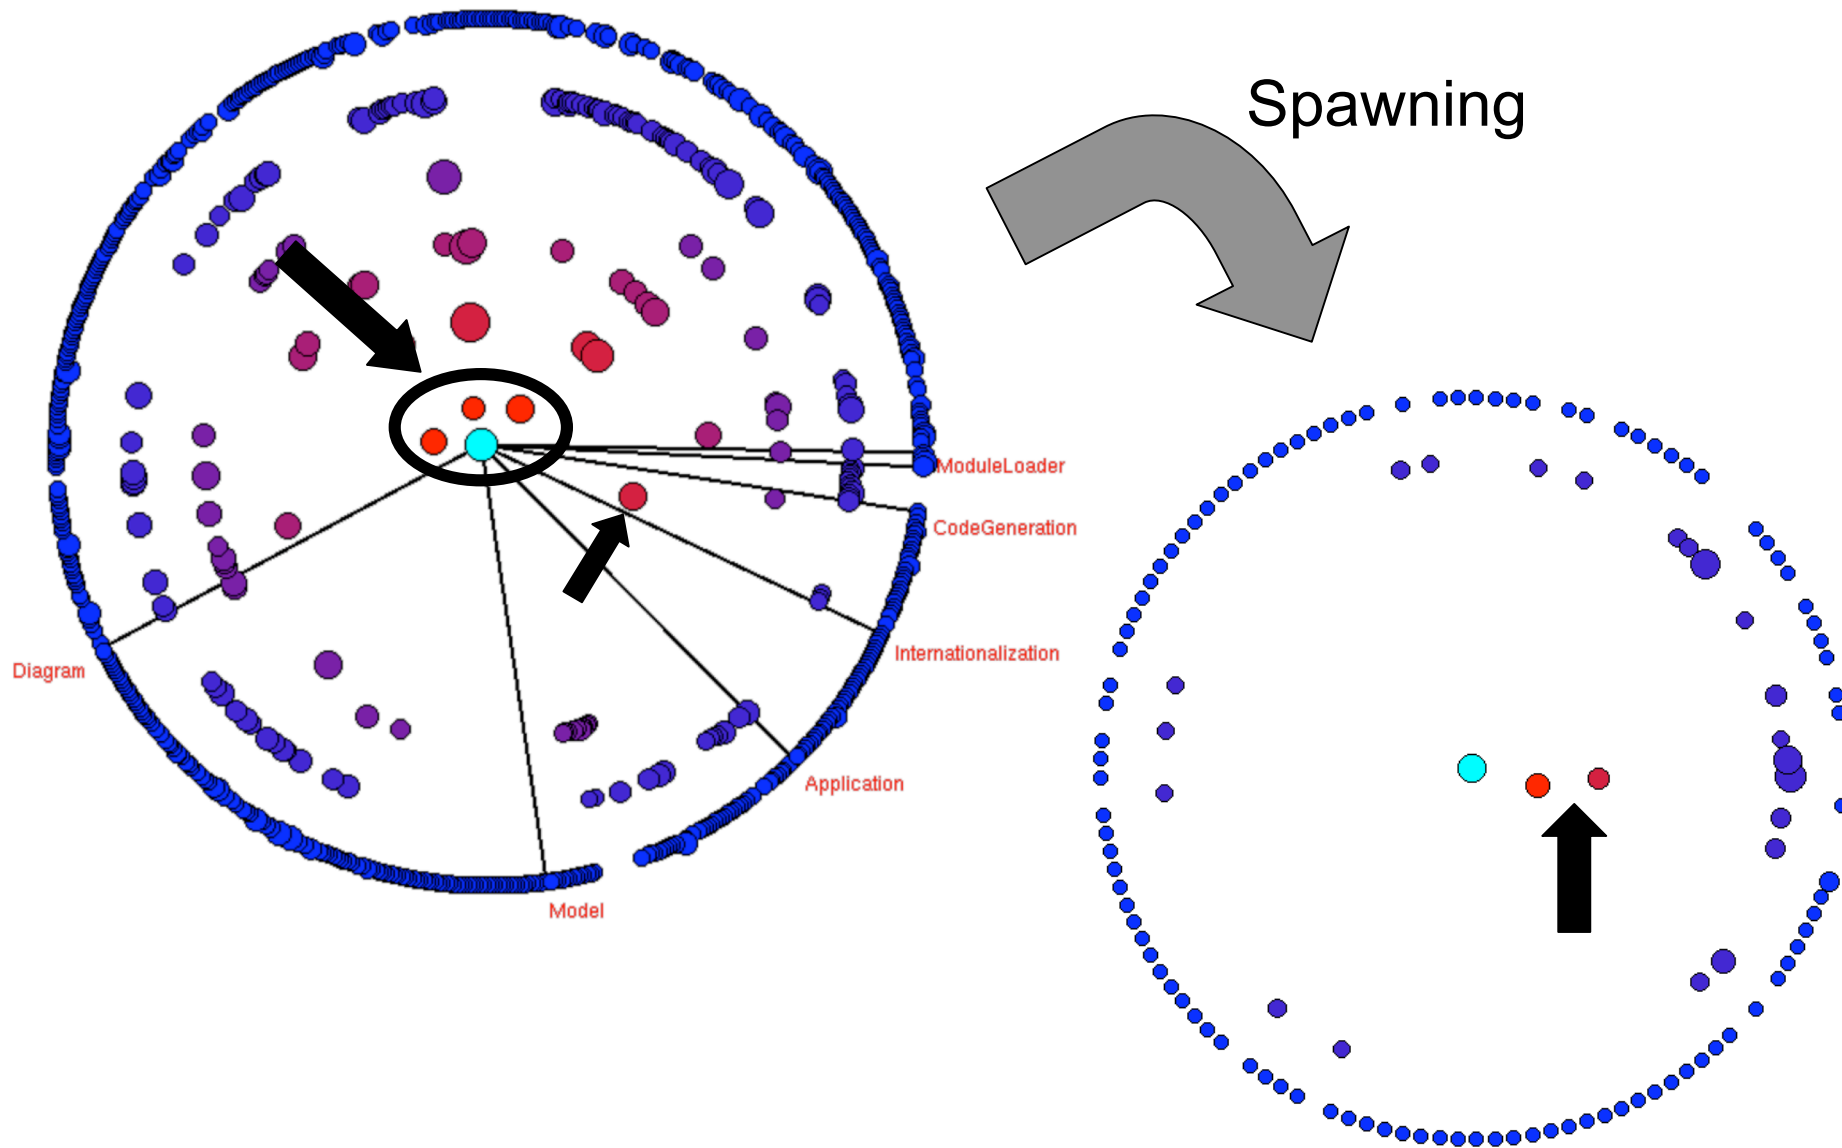 Spawning
ModuleLoader
CodeGeneration
Internationalization
Diagram
Application
Model